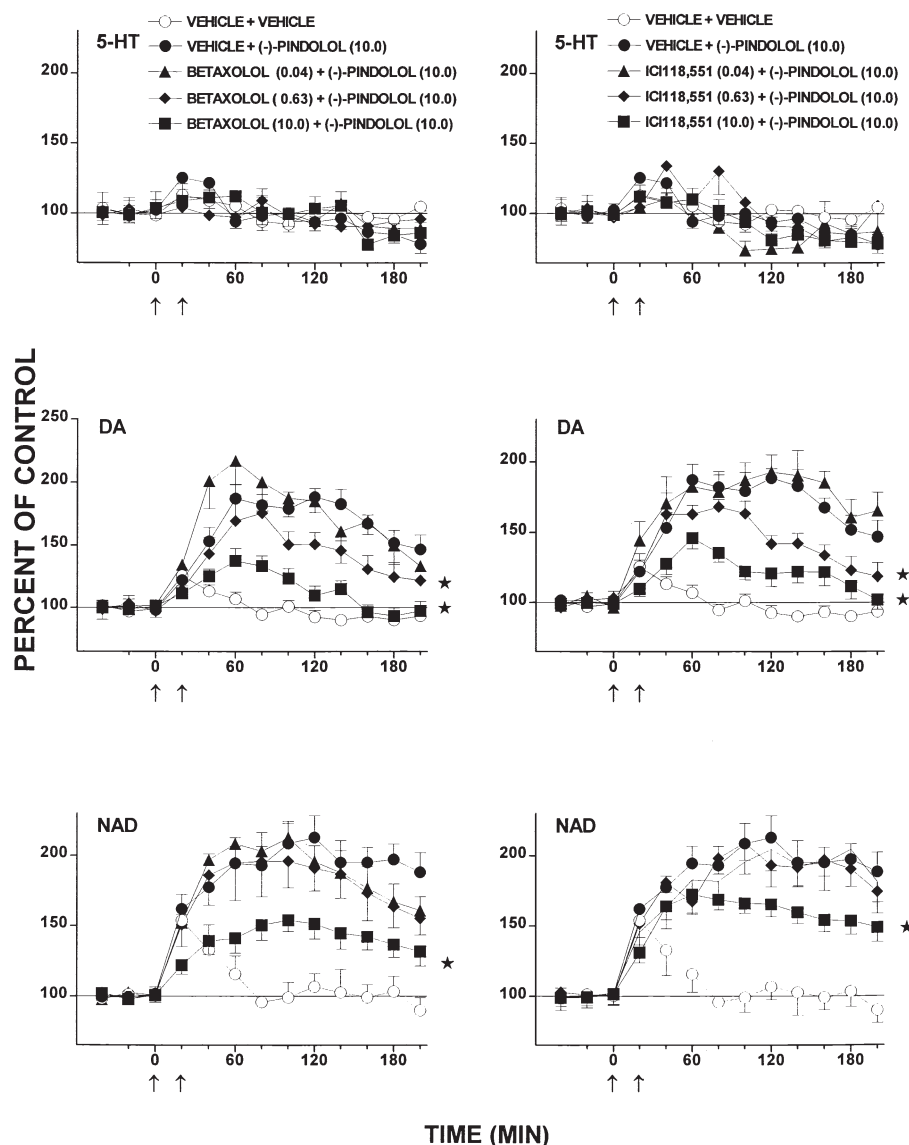 5-HT
VEHICLE + VEHICLE
VEHICLE + (-)-PINDOLOL (10.0)
BETAXOLOL (0.04) + (-)-PINDOLOL (10.0)
BETAXOLOL ( 0.63) + (-)-PINDOLOL (10.0)
BETAXOLOL (10.0) + (-)-PINDOLOL (10.0)
200
150
100
0 60 120 180
↑ ↑
5-HT
VEHICLE + VEHICLE
VEHICLE + (-)-PINDOLOL (10.0)
ICI118,551 (0.04) + (-)-PINDOLOL (10.0)
ICI118,551 (0.63) + (-)-PINDOLOL (10.0)
ICI118,551 (10.0) + (-)-PINDOLOL (10.0)
200
150
100
0 60 120 180
↑ ↑
PERCENT OF CONTROL
DA
250
200
150
100
★
★
0 60 120 180
↑ ↑
DA
200
150
100
★
★
0 60 120 180
↑ ↑
NAD
200
150
100
★
0 60 120 180
↑ ↑
NAD
200
150
100
★
0 60 120 180
↑ ↑
TIME (MIN)